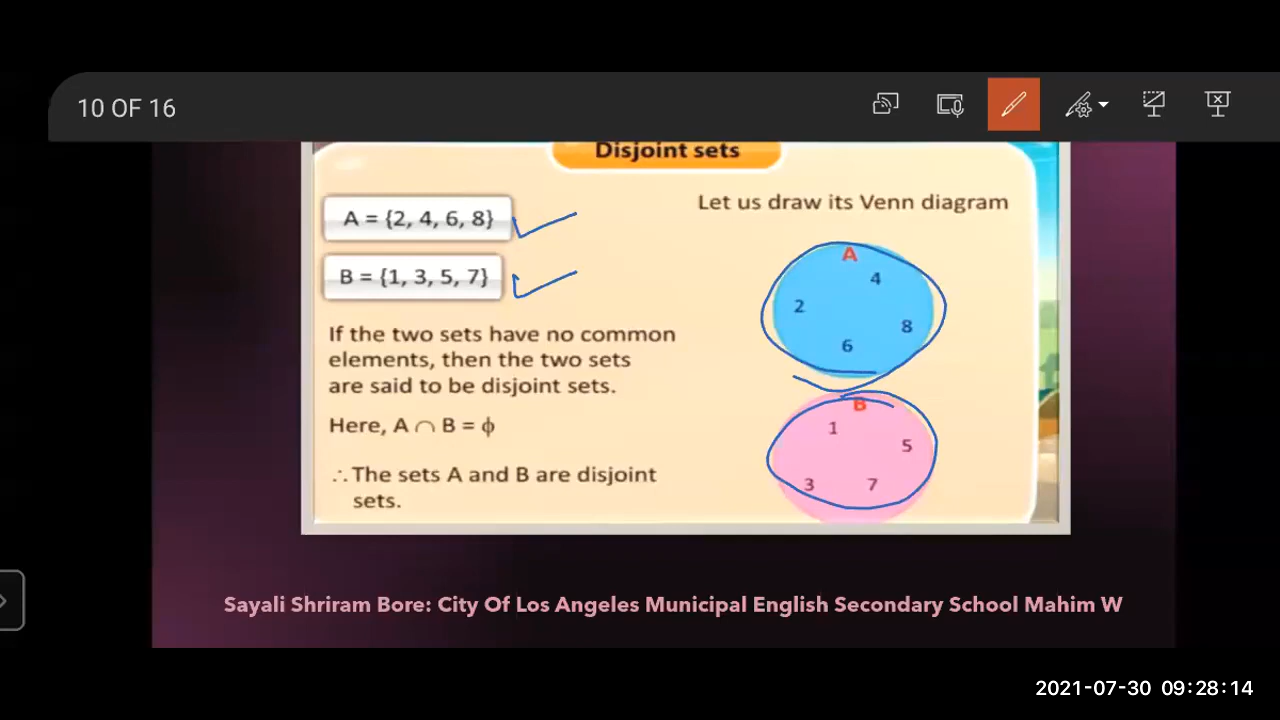 10 OF 16
Disjoint sets
A = {2, 4, 6, 8}
B = {1, 3, 5, 7}
If the two sets have no common
elements, then the two sets
are said to be disjoint sets.
Here, A ∩ B = ϕ
∴ The sets A and B are disjoint
sets.
Let us draw its Venn diagram
A
4
2
8
6
B
1
5
3
7
Sayali Shriram Bore: City Of Los Angeles Municipal English Secondary School Mahim W
2021-07-30 09:28:14